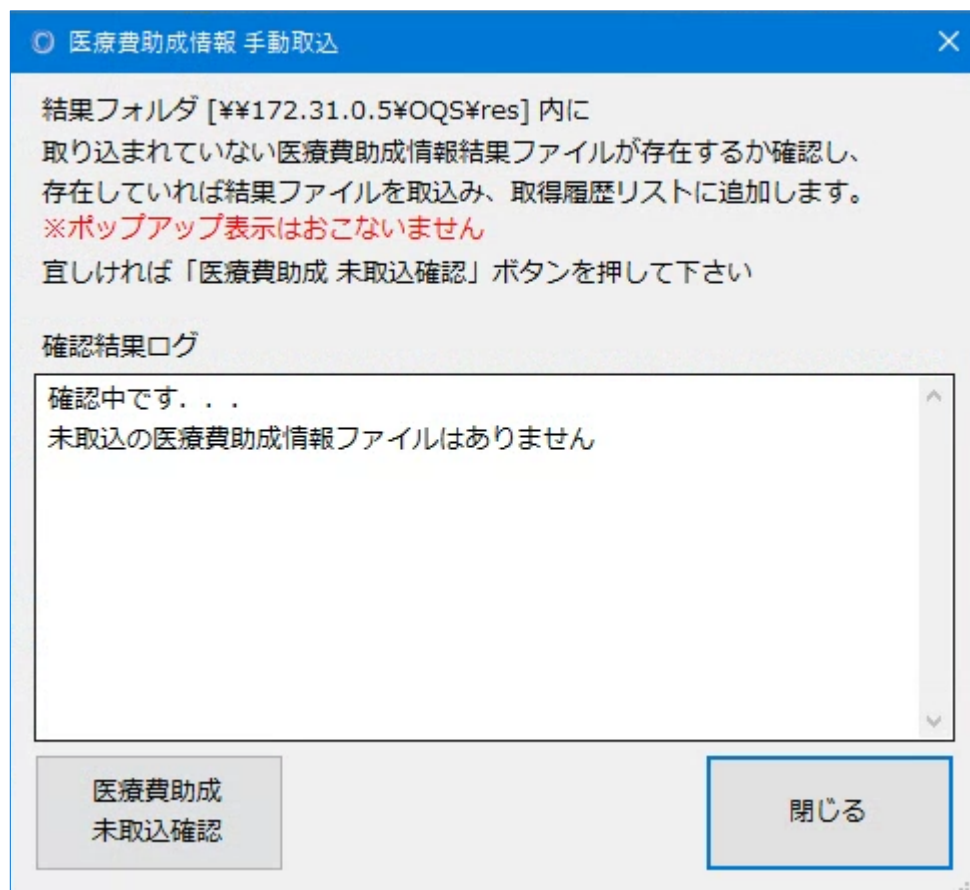 医療費助成情報 手動取込
結果フォルダ [¥¥172.31.0.5¥OQS¥res] 内に
取り込まれていない医療費助成情報結果ファイルが存在するか確認し、
存在していれば結果ファイルを取込み、取得履歴リストに追加します。
※ポップアップ表示はおこないません
宜しければ「医療費助成 未取込確認」ボタンを押して下さい
確認結果ログ
確認中です．．．
未取込の医療費助成情報ファイルはありません
医療費助成
未取込確認
閉じる